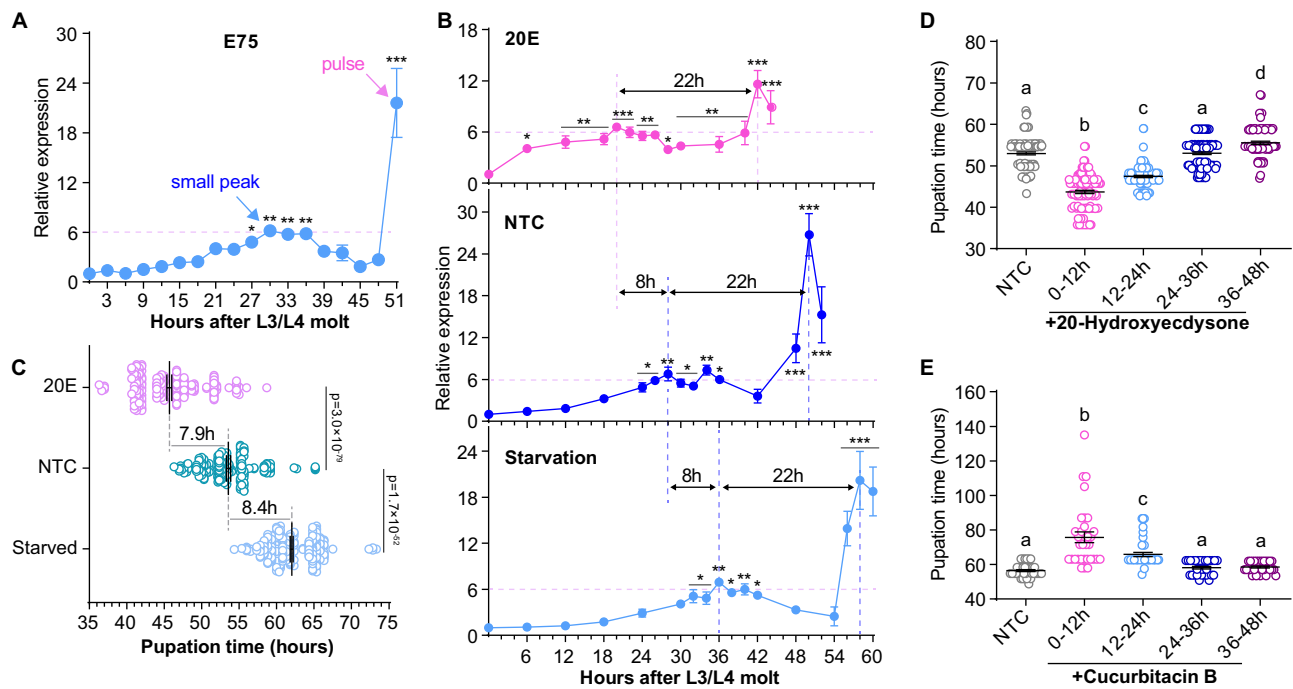 A
E75
Relative expression
30
24
18
12
6
0
pulse
small peak
*
**
**
**
***
3
9
15
21
27
33
39
45
51
Hours after L3/L4 molt
B
Relative expression
20E
18
12
6
0
22h
*
**
***
**
*
**
***
***
NTC
30
24
18
12
6
0
8h
22h
*
**
*
**
*
***
***
***
Starvation
30
24
18
12
6
0
8h
22h
*
**
*
**
*
***
6
12
18
24
30
36
42
48
54
60
Hours after L3/L4 molt
C
20E
NTC
Starved
7.9h
8.4h
p=3.0×10-79
p=1.7×10-52
35
40
45
50
55
60
65
70
75
Pupation time (hours)
D
Pupation time (hours)
70
60
50
40
30
a
b
c
a
d
NTC
0-12h
12-24h
24-36h
36-48h
+20-Hydroxyecdysone
E
Pupation time (hours)
160
140
120
100
80
60
40
a
b
c
a
a
NTC
0-12h
12-24h
24-36h
36-48h
+Cucurbitacin B